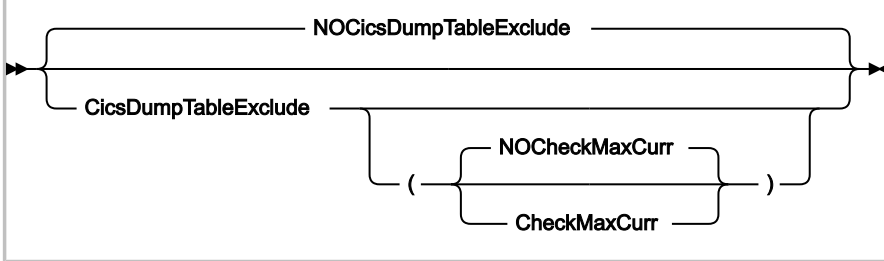 NOCicsDumpTableExclude
CicsDumpTableExclude
NOCheckMaxCurr
( )
CheckMaxCurr